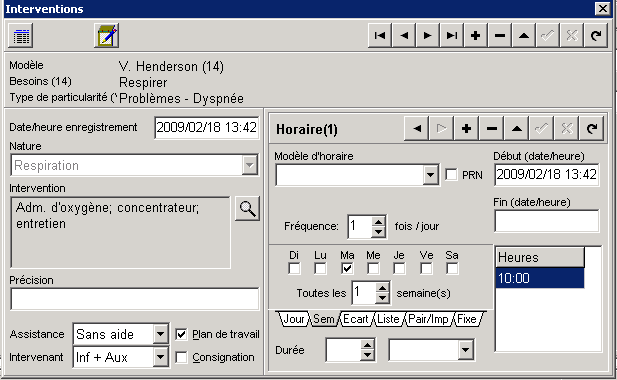 Interventions
Modèle V. Henderson (14)
Besoins (14) Respirer
Type de particularité (' Problèmes - Dyspnée
Date/heure enregistrement 2009/02/18 13:42
Nature
Respiration
Intervention
Adm. d'oxygène; concentrateur;
entretien
Précision
Assistance Sans aide Plan de travail
Intervenant Inf + Aux Consignation
Horaire(1)
Modèle d'horaire
PRN
Début (date/heure)
2009/02/18 13:42
Fin (date/heure)
Fréquence: 1 fois / jour
Di Lu Ma Me Je Ve Sa
Toutes les 1 semaine(s)
Heures
10:00
Jour Sem Ecart Liste Pair/Imp Fixe
Durée